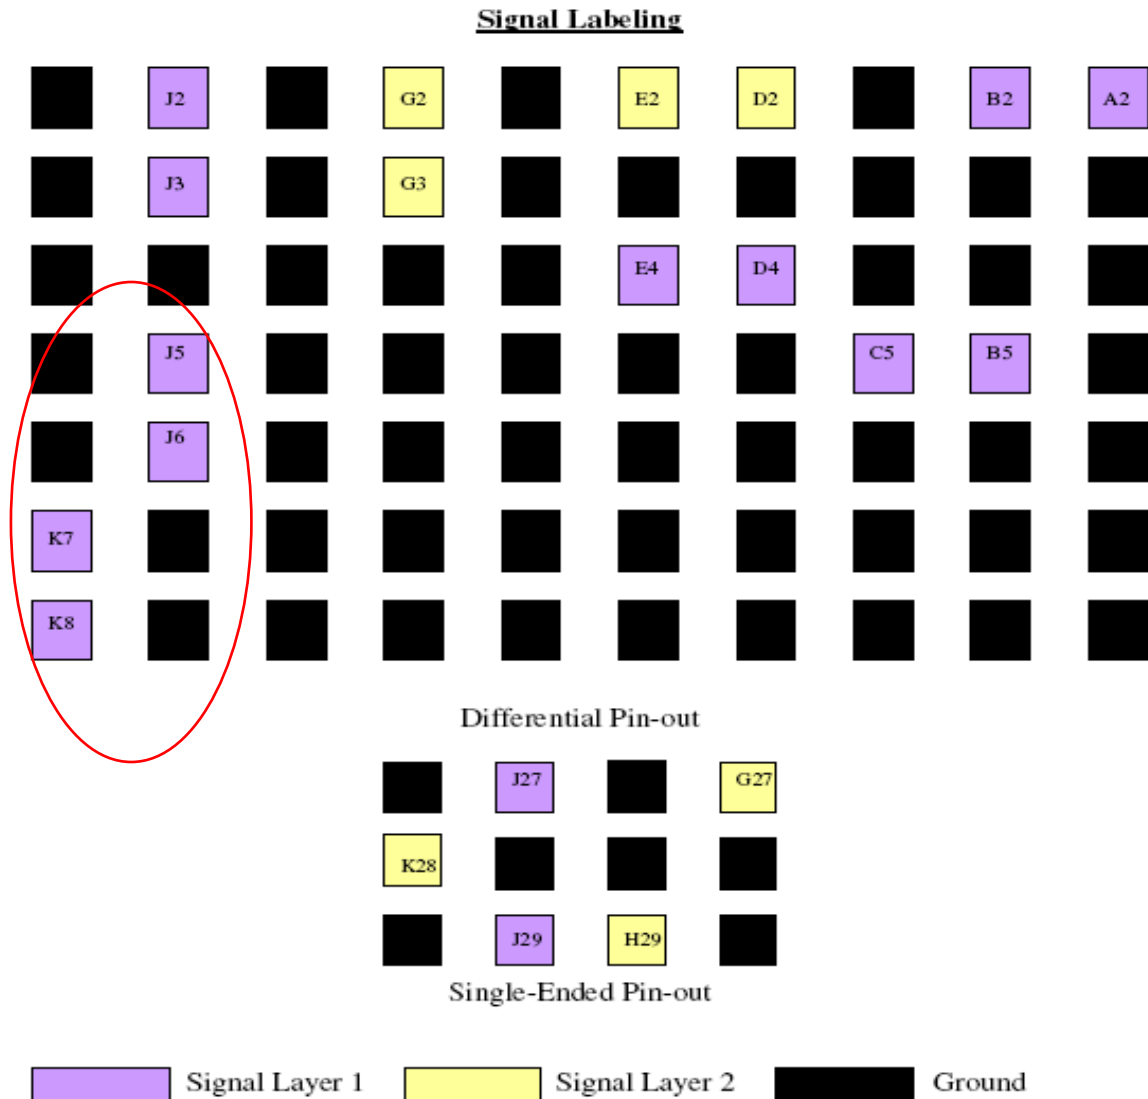 Signal Labeling
J2 G2 E2 D2 B2 A2
J3 G3
E4 D4
J5 C5 B5
J6
K7
K8
Differential Pin-out
J27 G27
K28
J29 H29
Single-Ended Pin-out
Signal Layer 1 Signal Layer 2 Ground